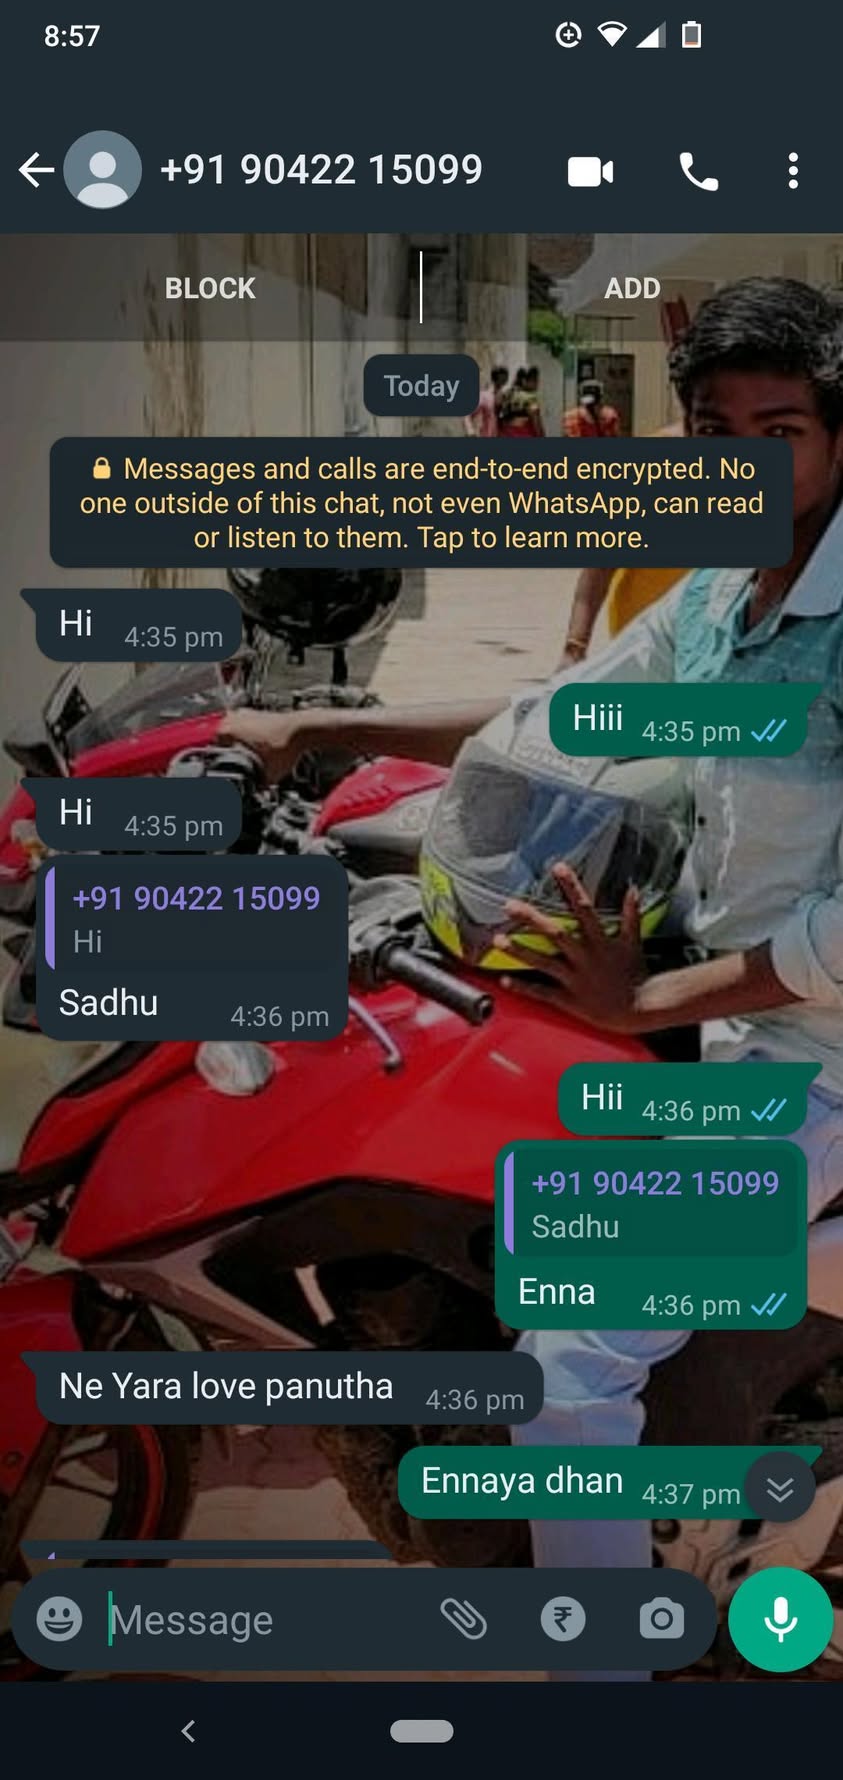 8:57
+91 90422 15099
BLOCK
ADD
Today
Messages and calls are end-to-end encrypted. No
one outside of this chat, not even WhatsApp, can read
or listen to them. Tap to learn more.
Hi 4:35 pm
Hiii 4:35 pm
Hi 4:35 pm
+91 90422 15099
Hi
Sadhu 4:36 pm
Hii 4:36 pm
+91 90422 15099
Sadhu
Enna 4:36 pm
Ne Yara love panutha 4:36 pm
Ennaya dhan 4:37 pm
Message